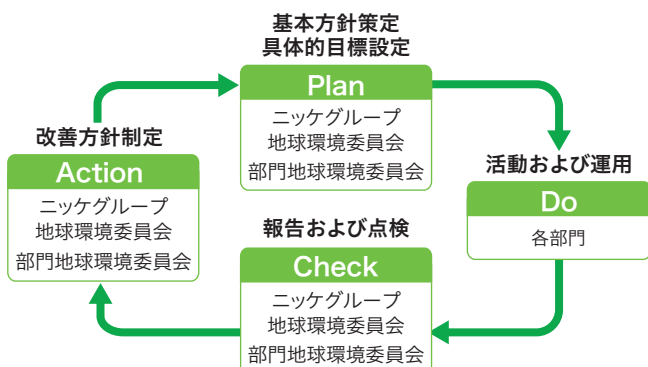 基本方針策定
具体的目標設定
Plan
ニッケグループ
地球環境委員会
部門地球環境委員会
活動および運用
Do
各部門
報告および点検
Check
ニッケグループ
地球環境委員会
部門地球環境委員会
改善方針制定
Action
ニッケグループ
地球環境委員会
部門地球環境委員会